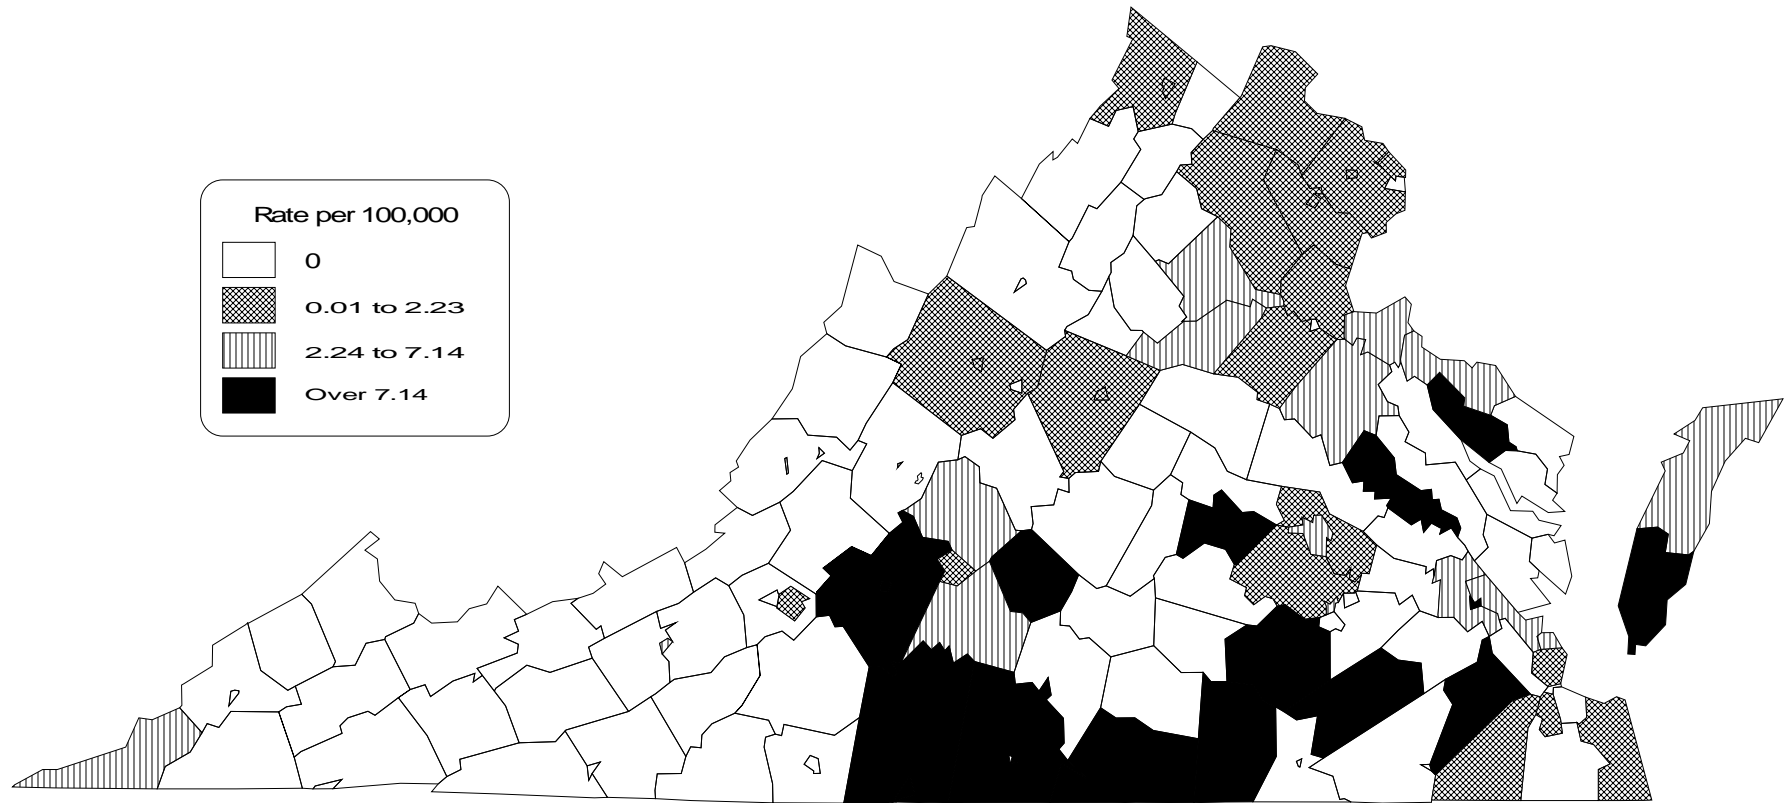 Rate per 100,000
0
0.01 to 2.23
2.24 to 7.14
Over 7.14